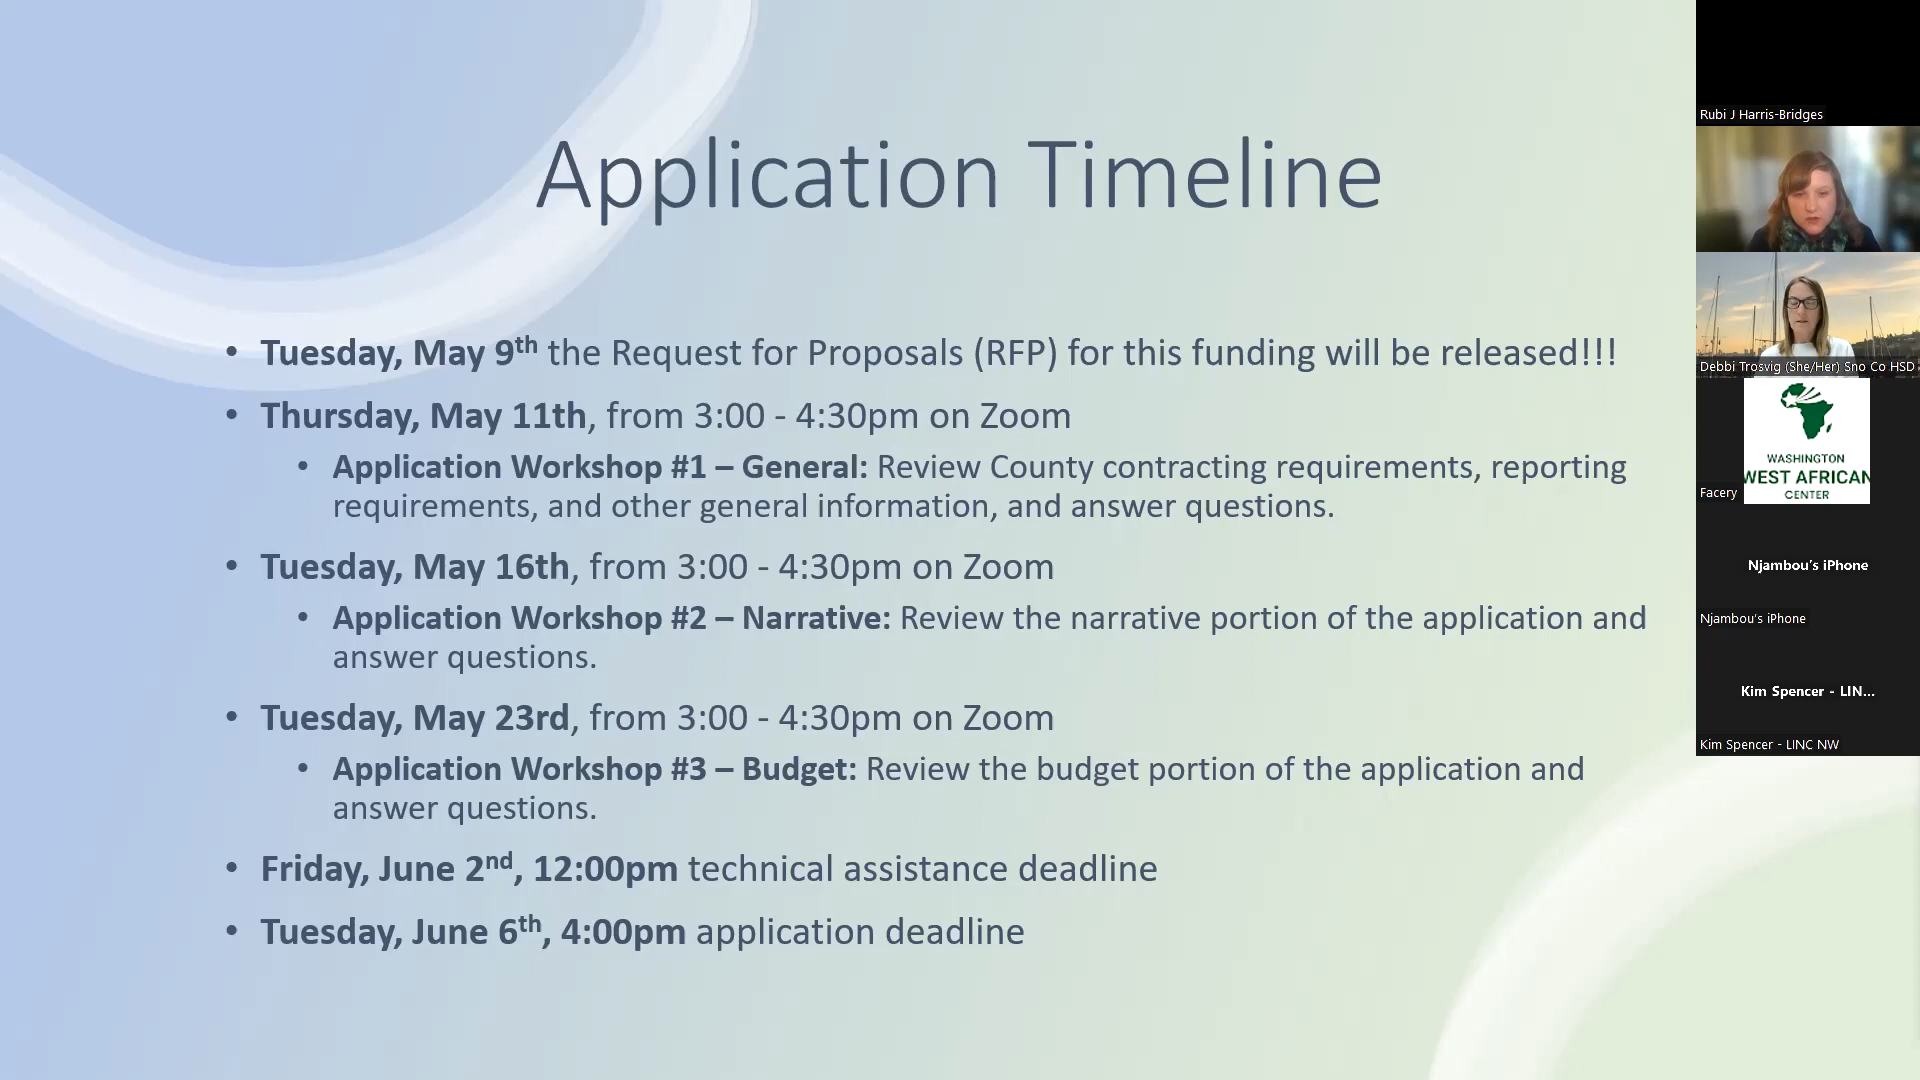 Application Timeline
• Tuesday, May 9th the Request for Proposals (RFP) for this funding will be released!!!
• Thursday, May 11th, from 3:00 - 4:30pm on Zoom
• Application Workshop #1 – General: Review County contracting requirements, reporting
requirements, and other general information, and answer questions.
• Tuesday, May 16th, from 3:00 - 4:30pm on Zoom
• Application Workshop #2 – Narrative: Review the narrative portion of the application and
answer questions.
• Tuesday, May 23rd, from 3:00 - 4:30pm on Zoom
• Application Workshop #3 – Budget: Review the budget portion of the application and
answer questions.
• Friday, June 2nd, 12:00pm technical assistance deadline
• Tuesday, June 6th, 4:00pm application deadline
Rubi J Harris-Bridges
Debbi Trosvig (She/Her) Sno Co HSD
WASHINGTON
WEST AFRICAN
CENTER
Facery
Njambou's iPhone
Njambou's iPhone
Kim Spencer - LIN...
Kim Spencer - LINC NW